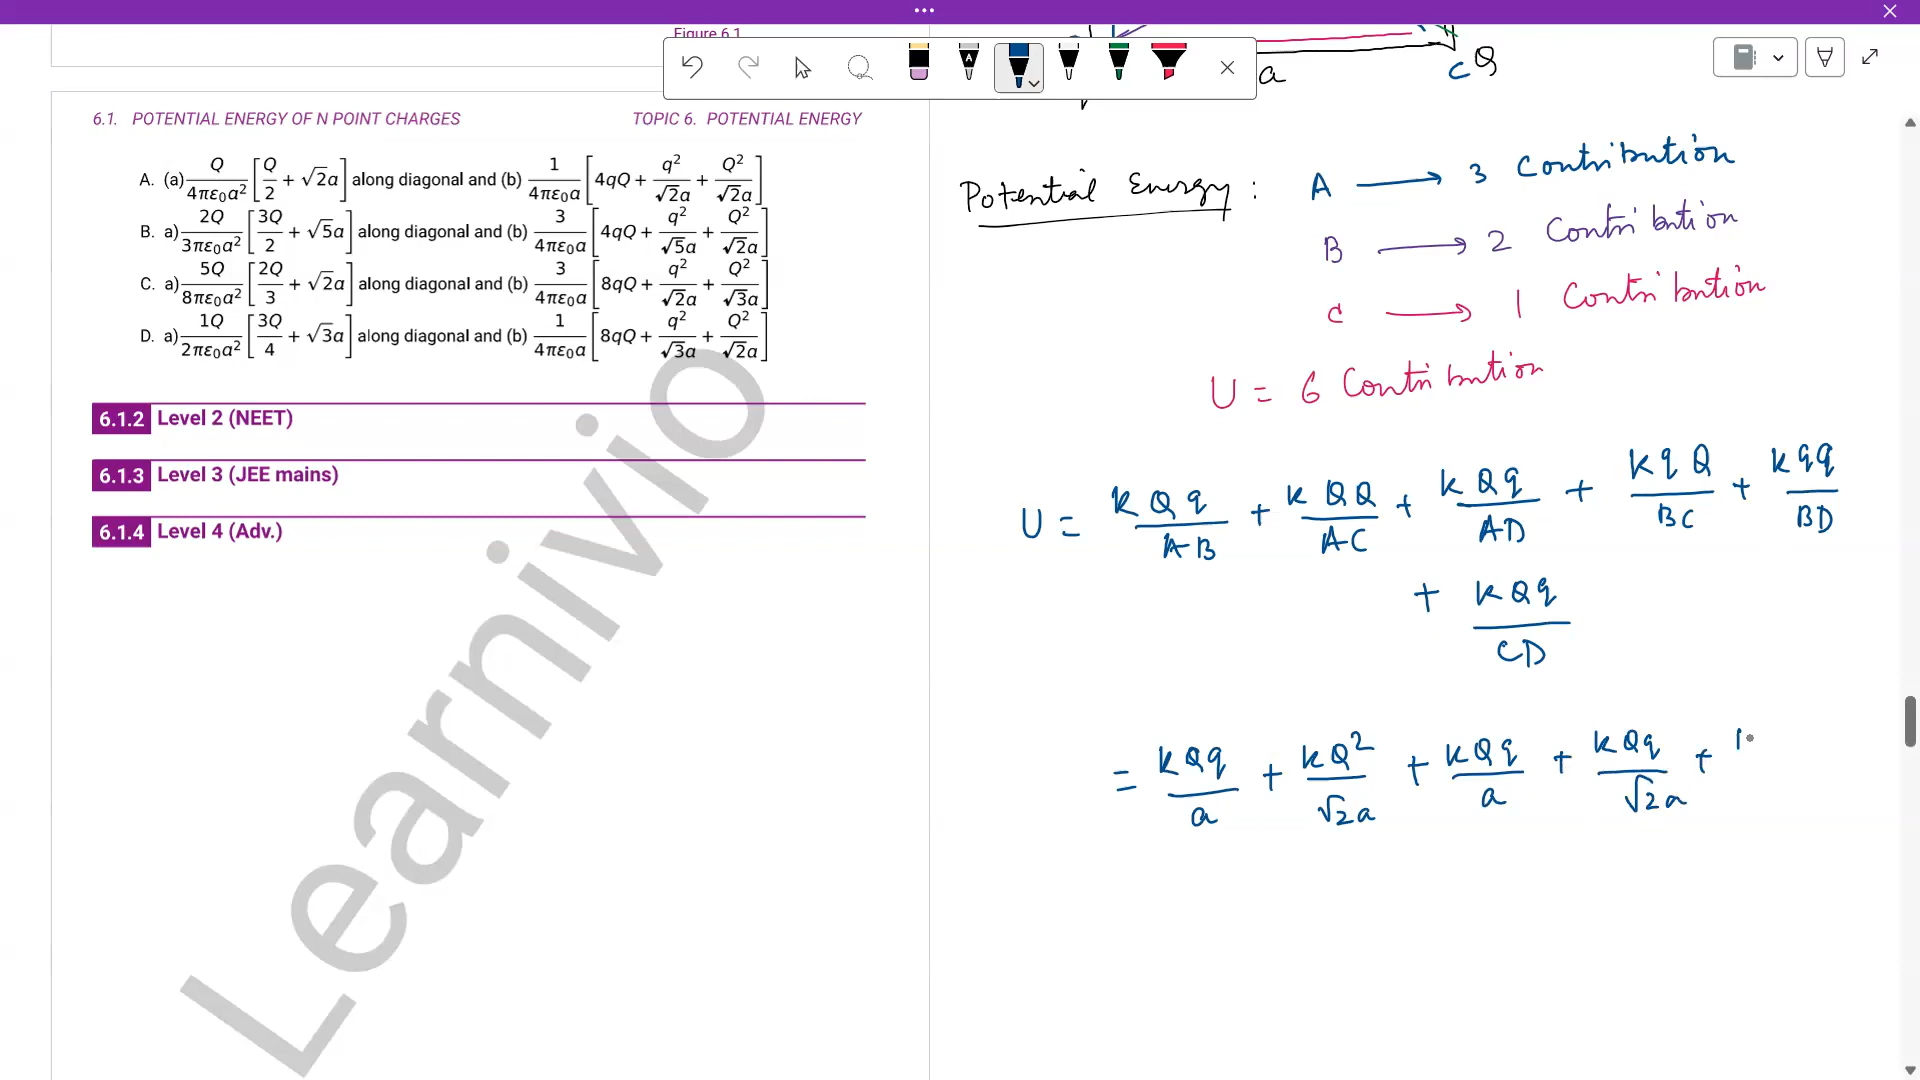 Figure 6.1
a
C Q
6.1. POTENTIAL ENERGY OF N POINT CHARGES
TOPIC 6. POTENTIAL ENERGY
A. (a) Q/4πε₀a² [Q/2 + √2a] along diagonal and (b) 1/4πε₀a [4qQ + q²/√2a + Q²/√2a]
B. a) 2Q/3πε₀a² [3Q/2 + √5a] along diagonal and (b) 3/4πε₀a [4qQ + q²/√5a + Q²/√2a]
C. a) 5Q/8πε₀a² [2Q/3 + √2a] along diagonal and (b) 3/4πε₀a [8qQ + q²/√2a + Q²/√3a]
D. a) 1Q/2πε₀a² [3Q/4 + √3a] along diagonal and (b) 1/4πε₀a [8qQ + q²/√3a + Q²/√2a]
6.1.2 Level 2 (NEET)
6.1.3 Level 3 (JEE mains)
6.1.4 Level 4 (Adv.)
Learnivio
Potential Energy : A → 3 Contribution
B → 2 Contribution
C → 1 Contribution
U = 6 Contribution
U = kQq/AB + kQQ/AC + kQq/AD + kqQ/BC + kqq/BD
+ kQq/CD
= kQq/a + kQ²/√2a + kQq/a + kQq/√2a +